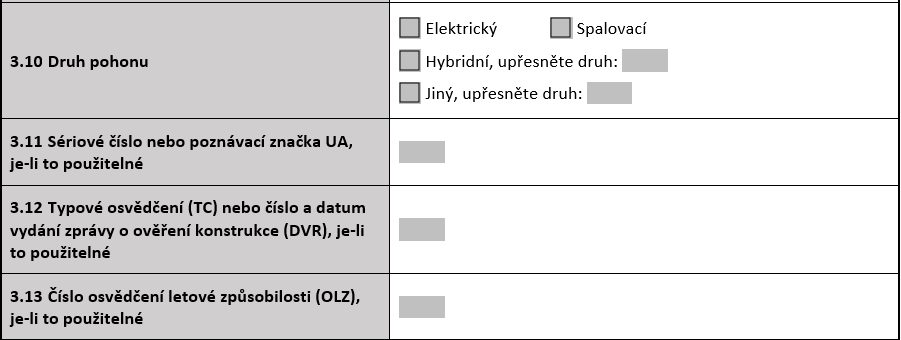 3.10 Druh pohonu
Elektrický Spalovací
Hybridní, upřesněte druh:
Jiný, upřesněte druh:
3.11 Sériové číslo nebo poznávací značka UA,
je-li to použitelné
3.12 Typové osvědčení (TC) nebo číslo a datum
vydání zprávy o ověření konstrukce (DVR), je-li
to použitelné
3.13 Číslo osvědčení letové způsobilosti (OLZ),
je-li to použitelné